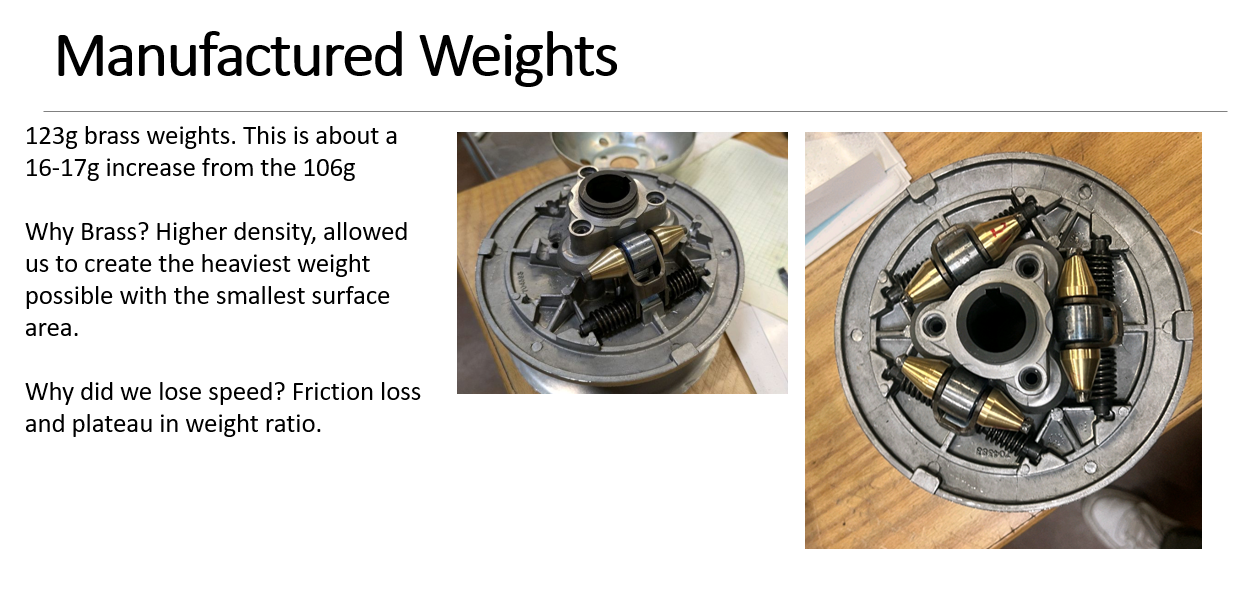 Manufactured Weights
123g brass weights. This is about a
16-17g increase from the 106g
Why Brass? Higher density, allowed
us to create the heaviest weight
possible with the smallest surface
area.
Why did we lose speed? Friction loss
and plateau in weight ratio.